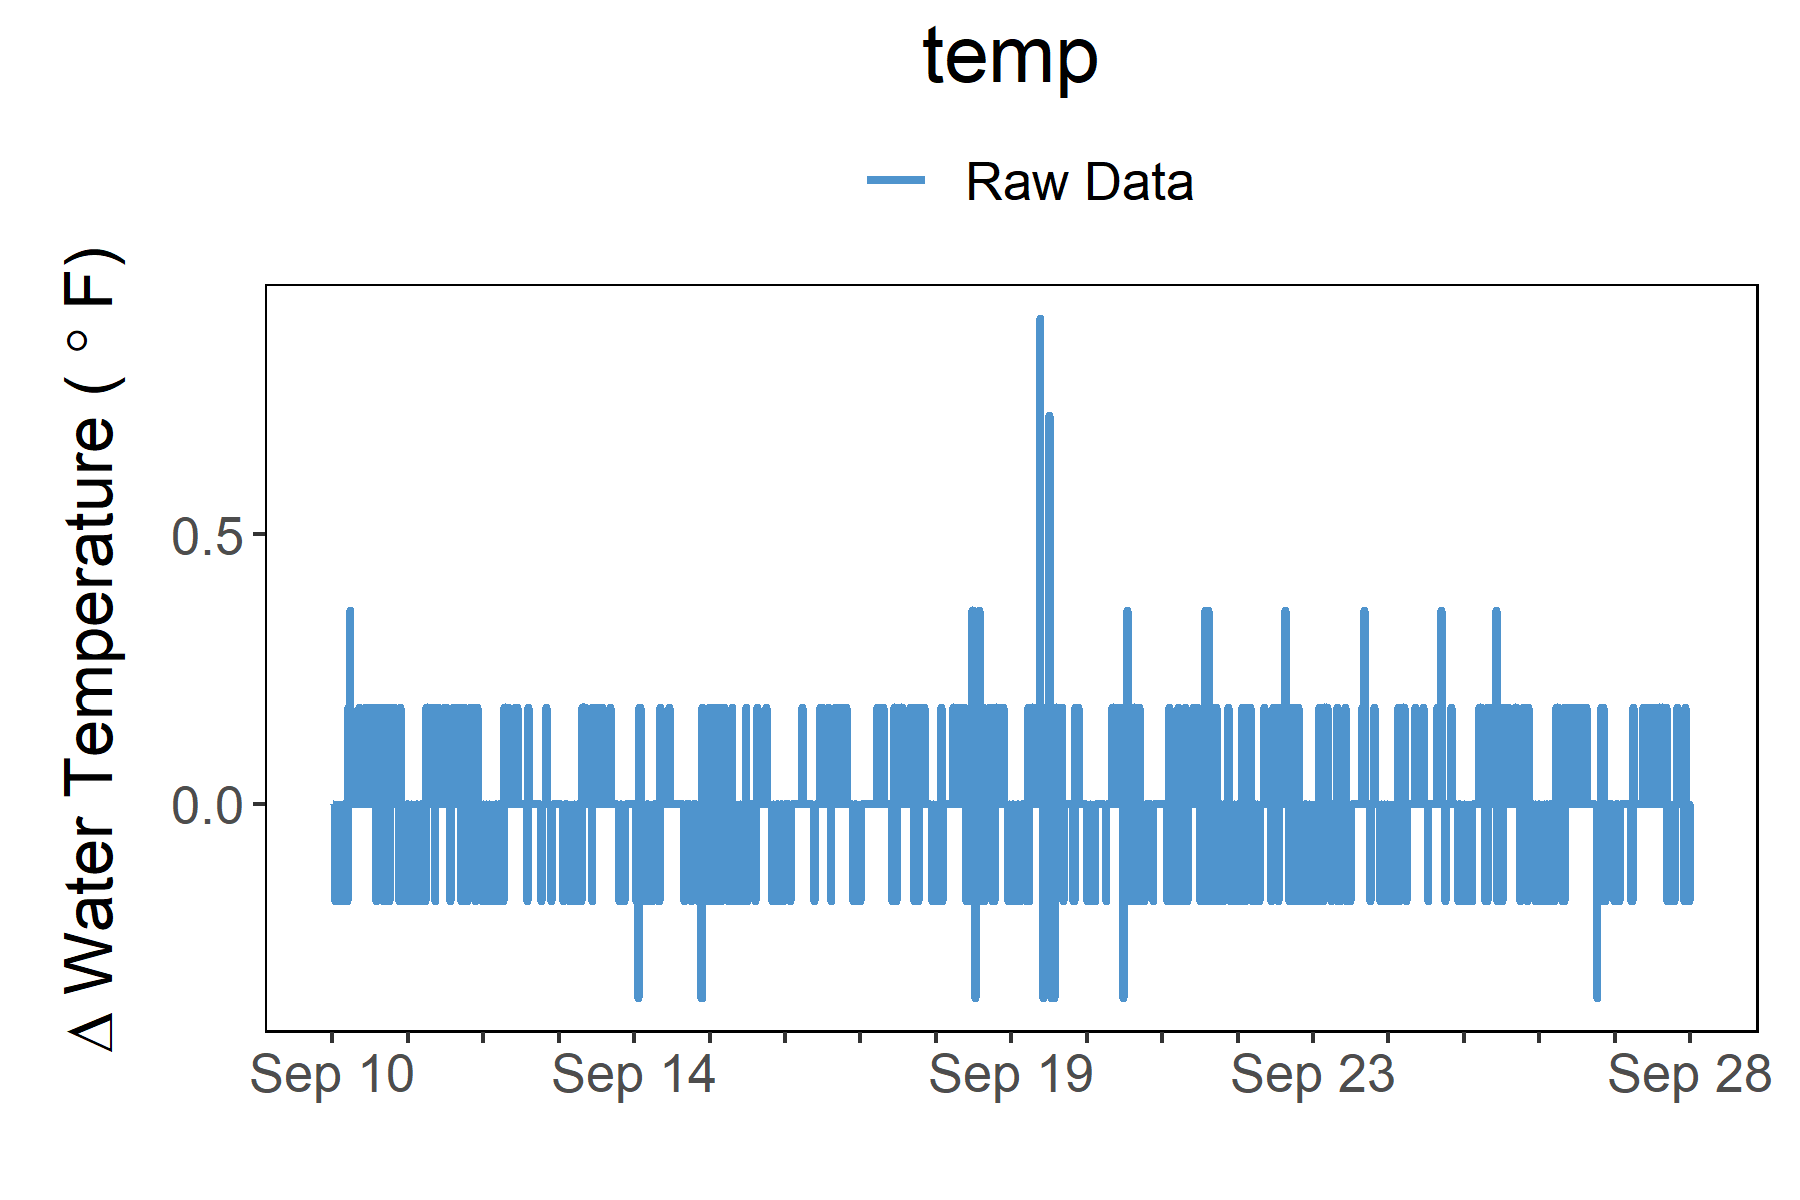 temp
Raw Data
Δ Water Temperature ( ° F)
0.5
0.0
Sep 10 Sep 14 Sep 19 Sep 23 Sep 28